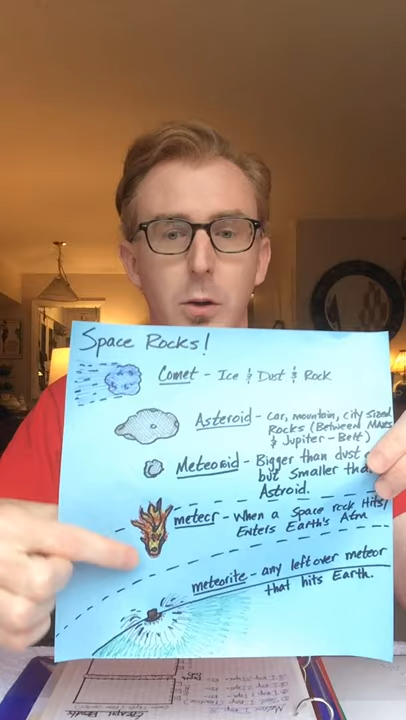 Space Rocks!
Comet - Ice & Dust & Rock
Asteroid - Car, mountain, city sized
Rocks (Between Mars
& Jupiter - Belt)
Meteoroid - Bigger than dust
but smaller than
Astroid.
meteor - When a Space rock Hits/
Enters Earth's Atm
meteorite - any left over meteor
that hits Earth.